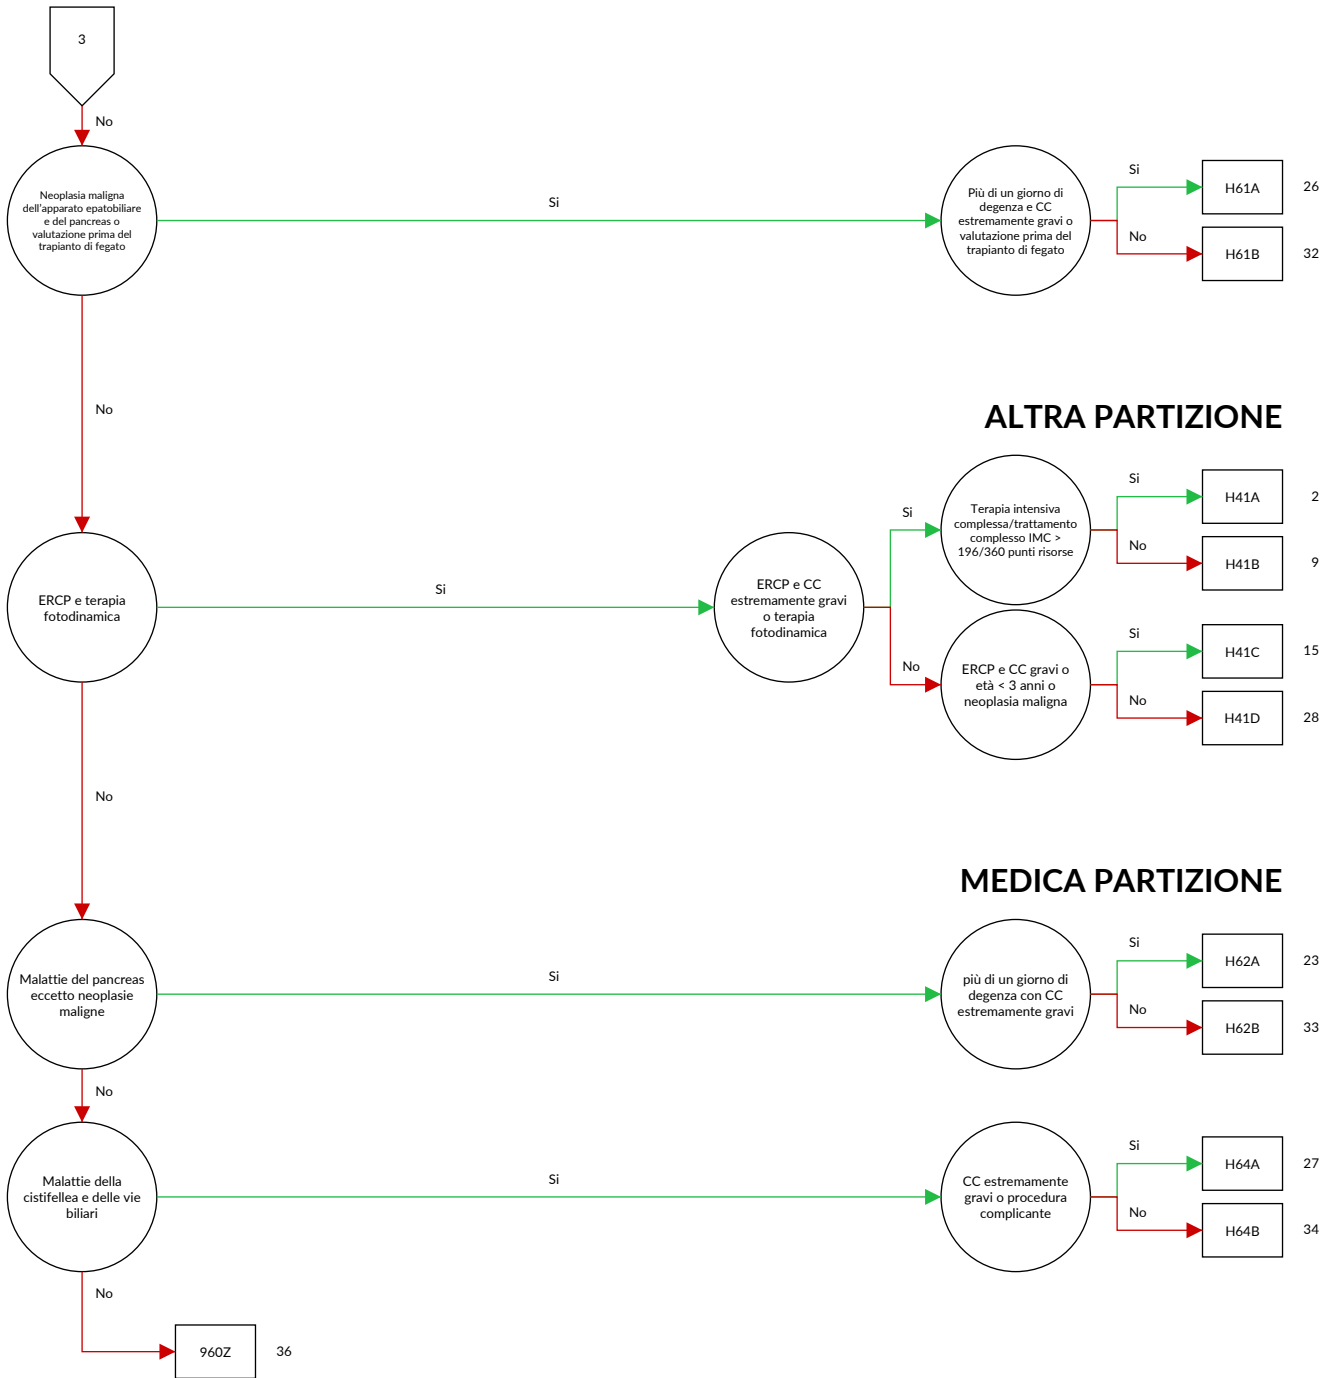 3
No
Neoplasia maligna
dell'apparato epatobiliare
e del pancreas o
valutazione prima del
trapianto di fegato
Si
Più di un giorno di
degenza e CC
estremamente gravi o
valutazione prima del
trapianto di fegato
Si
H61A
26
No
H61B
32
No
ALTRA PARTIZIONE
ERCP e terapia
fotodinamica
Si
ERCP e CC
estremamente gravi
o terapia
fotodinamica
Si
Terapia intensiva
complessa/trattamento
complesso IMC >
196/360 punti risorse
Si
H41A
2
No
H41B
9
No
ERCP e CC gravi o
età < 3 anni o
neoplasia maligna
Si
H41C
15
No
H41D
28
No
MEDICA PARTIZIONE
Malattie del pancreas
eccetto neoplasie
maligne
Si
più di un giorno di
degenza con CC
estremamente gravi
Si
H62A
23
No
H62B
33
No
Malattie della
cistifellea e delle vie
biliari
Si
CC estremamente
gravi o procedura
complicante
Si
H64A
27
No
H64B
34
No
960Z
36